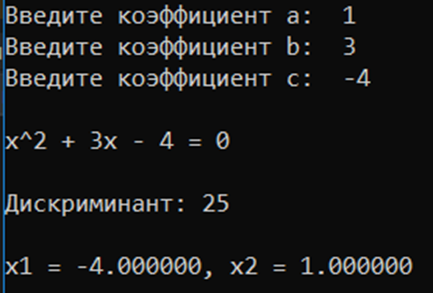 Введите коэффициент a:  1
Введите коэффициент b:  3
Введите коэффициент c:  -4
x^2 + 3x - 4 = 0
Дискриминант: 25
x1 = -4.000000, x2 = 1.000000